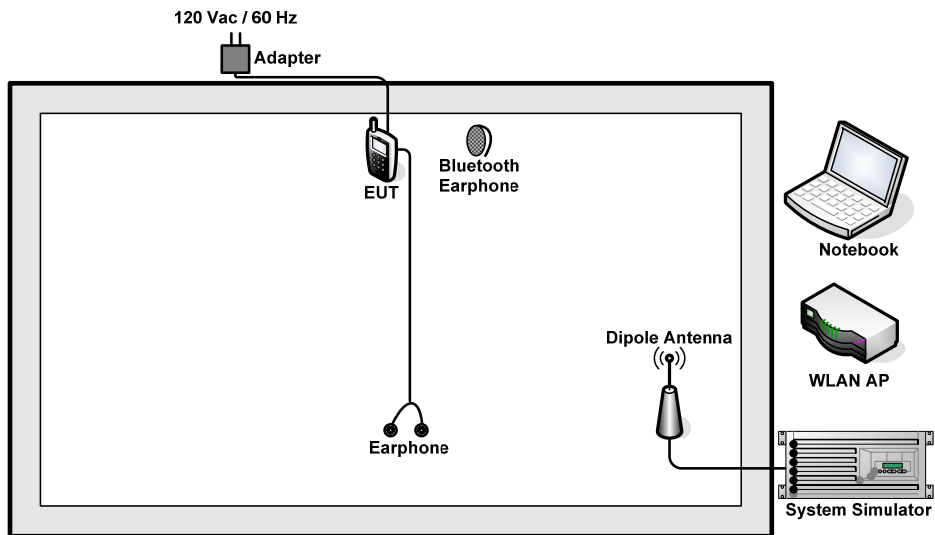 120 Vac / 60 Hz
Adapter
EUT
Bluetooth
Earphone
Notebook
Dipole Antenna
WLAN AP
Earphone
System Simulator